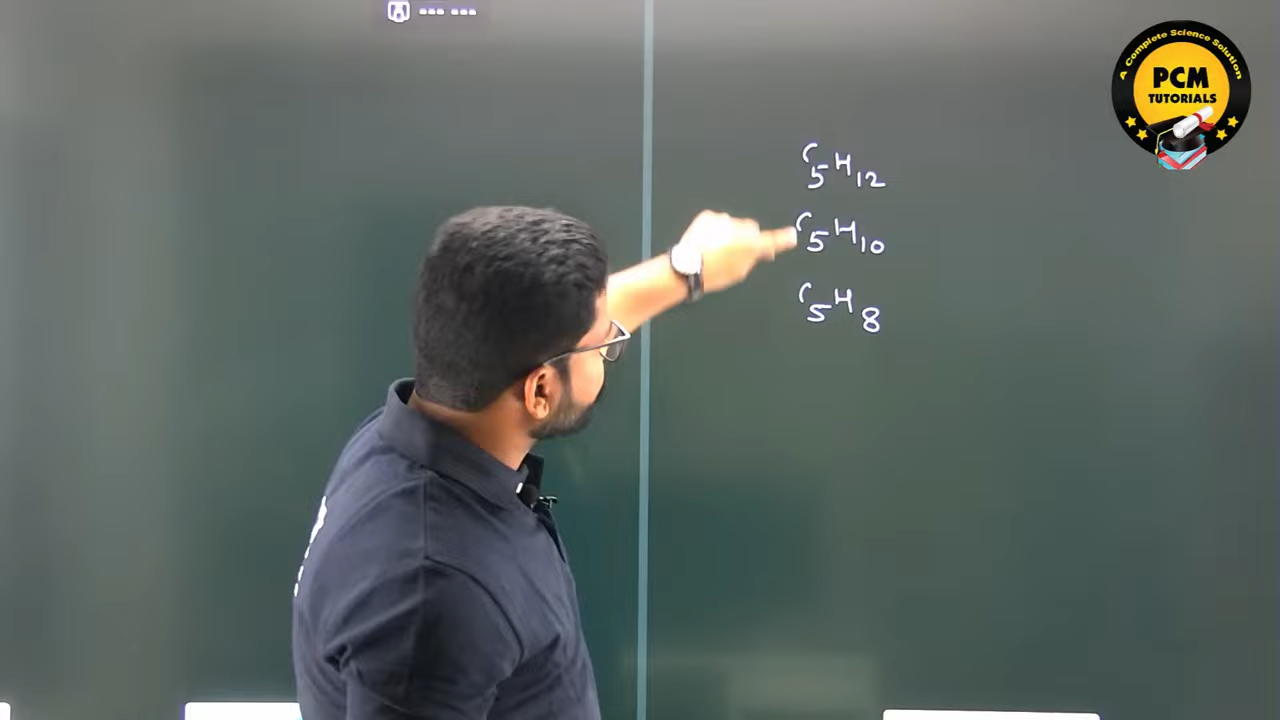 A Complete Science Solution
PCM
TUTORIALS
C5H12
C5H10
C5H8